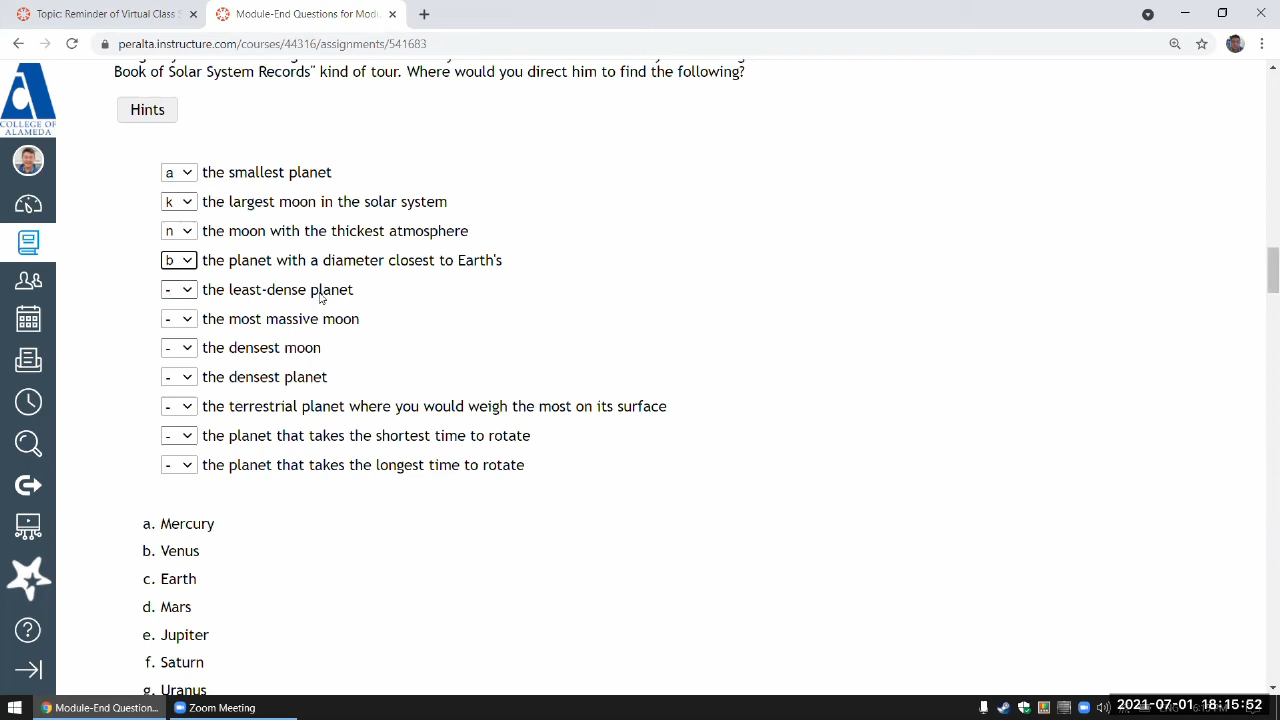 Topic: Reminder of Virtual Class S
Module-End Questions for Modu
peralta.instructure.com/courses/44316/assignments/541683
Book of Solar System Records" kind of tour. Where would you direct him to find the following?
Hints
COLLEGE OF
ALAMEDA
a the smallest planet
k the largest moon in the solar system
n the moon with the thickest atmosphere
b the planet with a diameter closest to Earth's
- the least-dense planet
- the most massive moon
- the densest moon
- the densest planet
- the terrestrial planet where you would weigh the most on its surface
- the planet that takes the shortest time to rotate
- the planet that takes the longest time to rotate
a. Mercury
b. Venus
c. Earth
d. Mars
e. Jupiter
f. Saturn
g. Uranus
Module-End Question...
Zoom Meeting
2021-07-01 18:15:52